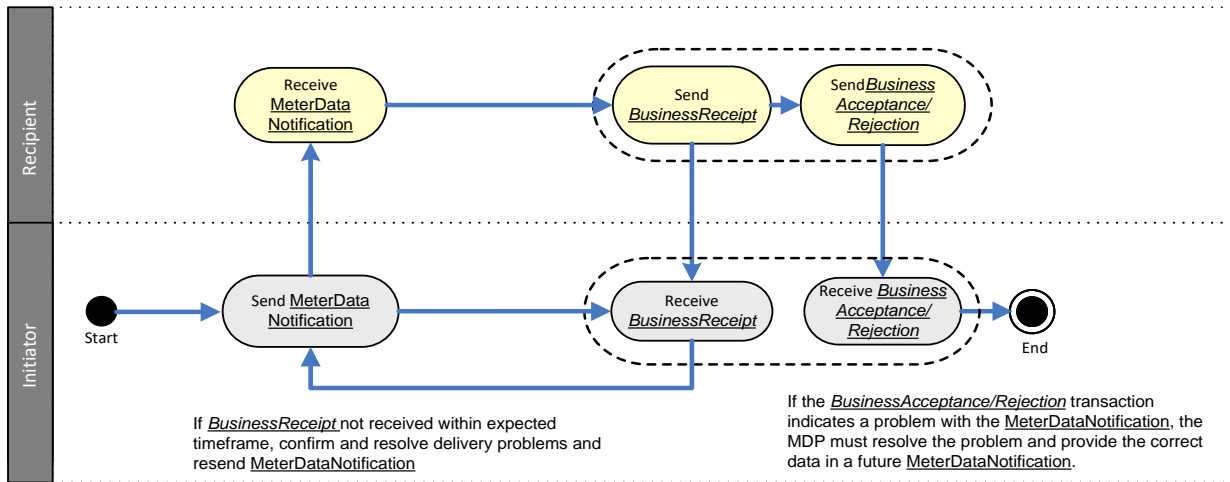 Recipient
Receive
MeterData
Notification
Send
BusinessReceipt
SendBusiness
Acceptance/
Rejection
Initiator
Start
Send MeterData
Notification
Receive
BusinessReceipt
Receive Business
Acceptance/
Rejection
End
If BusinessReceipt not received within expected
timeframe, confirm and resolve delivery problems and
resend MeterDataNotification
If the BusinessAcceptance/Rejection transaction
indicates a problem with the MeterDataNotification, the
MDP must resolve the problem and provide the correct
data in a future MeterDataNotification.